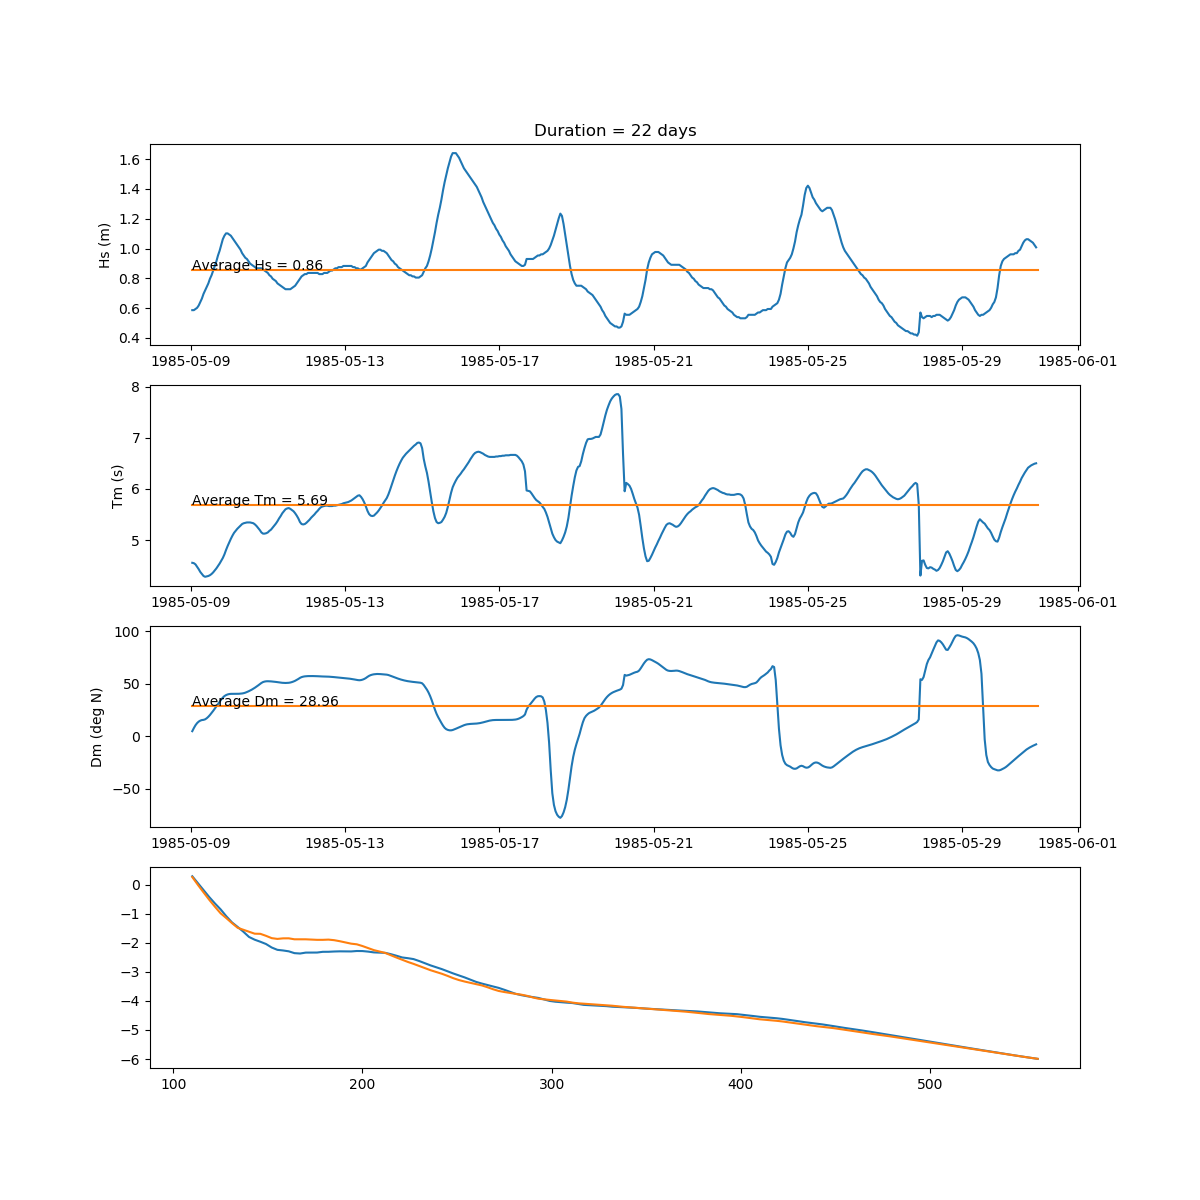 Duration = 22 days
1.6
1.4
1.2
1.0
0.8
0.6
0.4
Hs (m)
Average Hs = 0.86
1985-05-09 1985-05-13 1985-05-17 1985-05-21 1985-05-25 1985-05-29 1985-06-01
8
7
6
5
Tm (s)
Average Tm = 5.69
1985-05-09 1985-05-13 1985-05-17 1985-05-21 1985-05-25 1985-05-29 1985-06-01
100
50
0
−50
Dm (deg N)
Average Dm = 28.96
1985-05-09 1985-05-13 1985-05-17 1985-05-21 1985-05-25 1985-05-29 1985-06-01
0
−1
−2
−3
−4
−5
−6
100 200 300 400 500